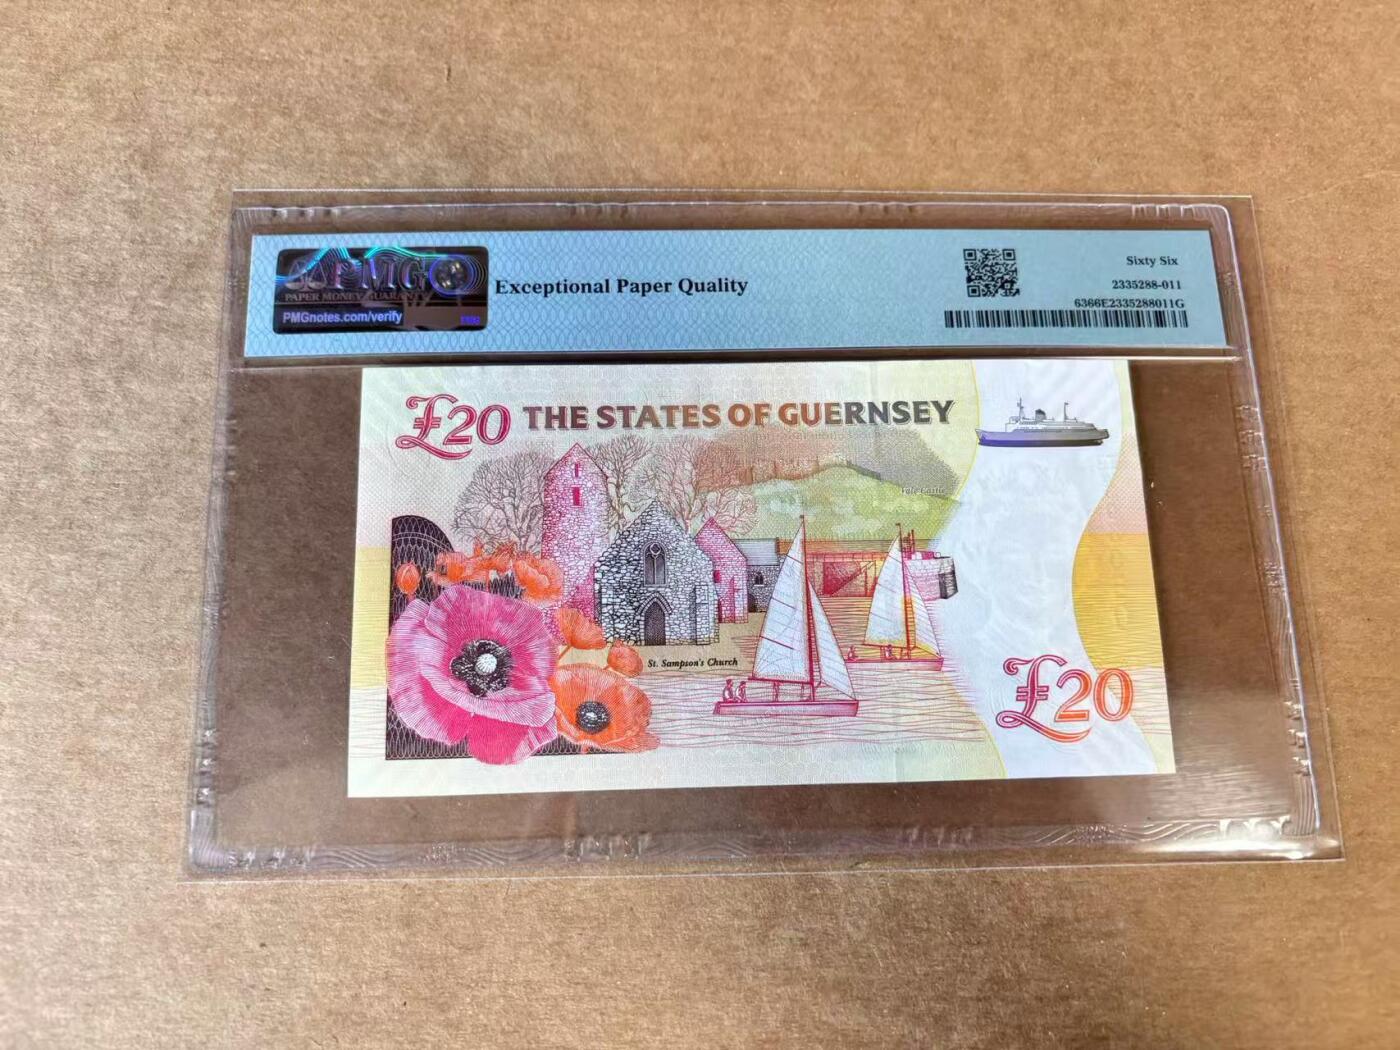 PMG
PAPER MONEY GUARANTY
PMGnotes.com/verify
Exceptional Paper Quality
Sixty Six
2335288-011
6366E2335288011G
£20 THE STATES OF GUERNSEY
Vale Castle
St. Sampson's Church
£20